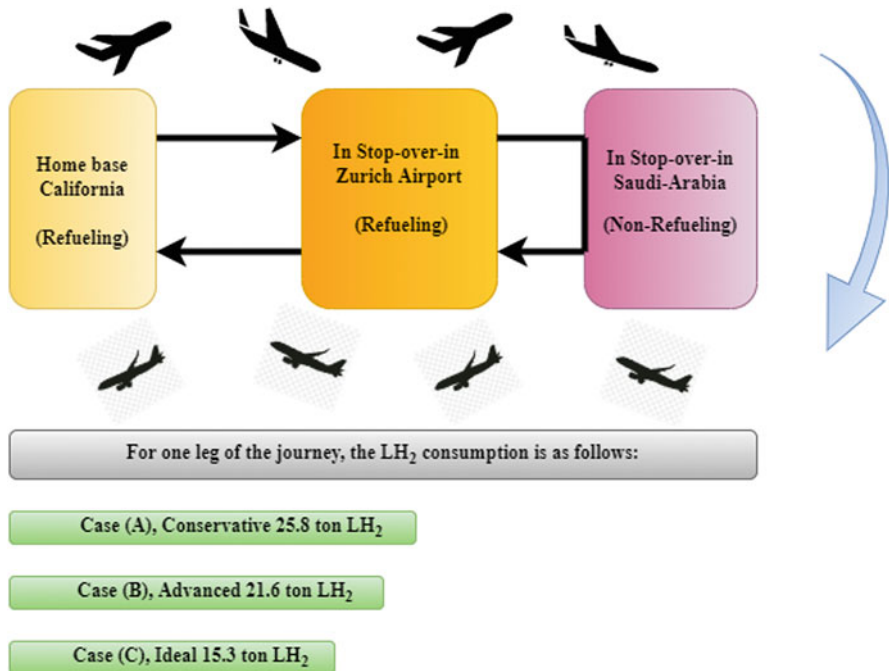 Home base
California
(Refueling)
In Stop-over-in
Zurich Airport
(Refueling)
In Stop-over-in
Saudi-Arabia
(Non-Refueling)
For one leg of the journey, the LH₂ consumption is as follows:
Case (A), Conservative 25.8 ton LH₂
Case (B), Advanced 21.6 ton LH₂
Case (C), Ideal 15.3 ton LH₂